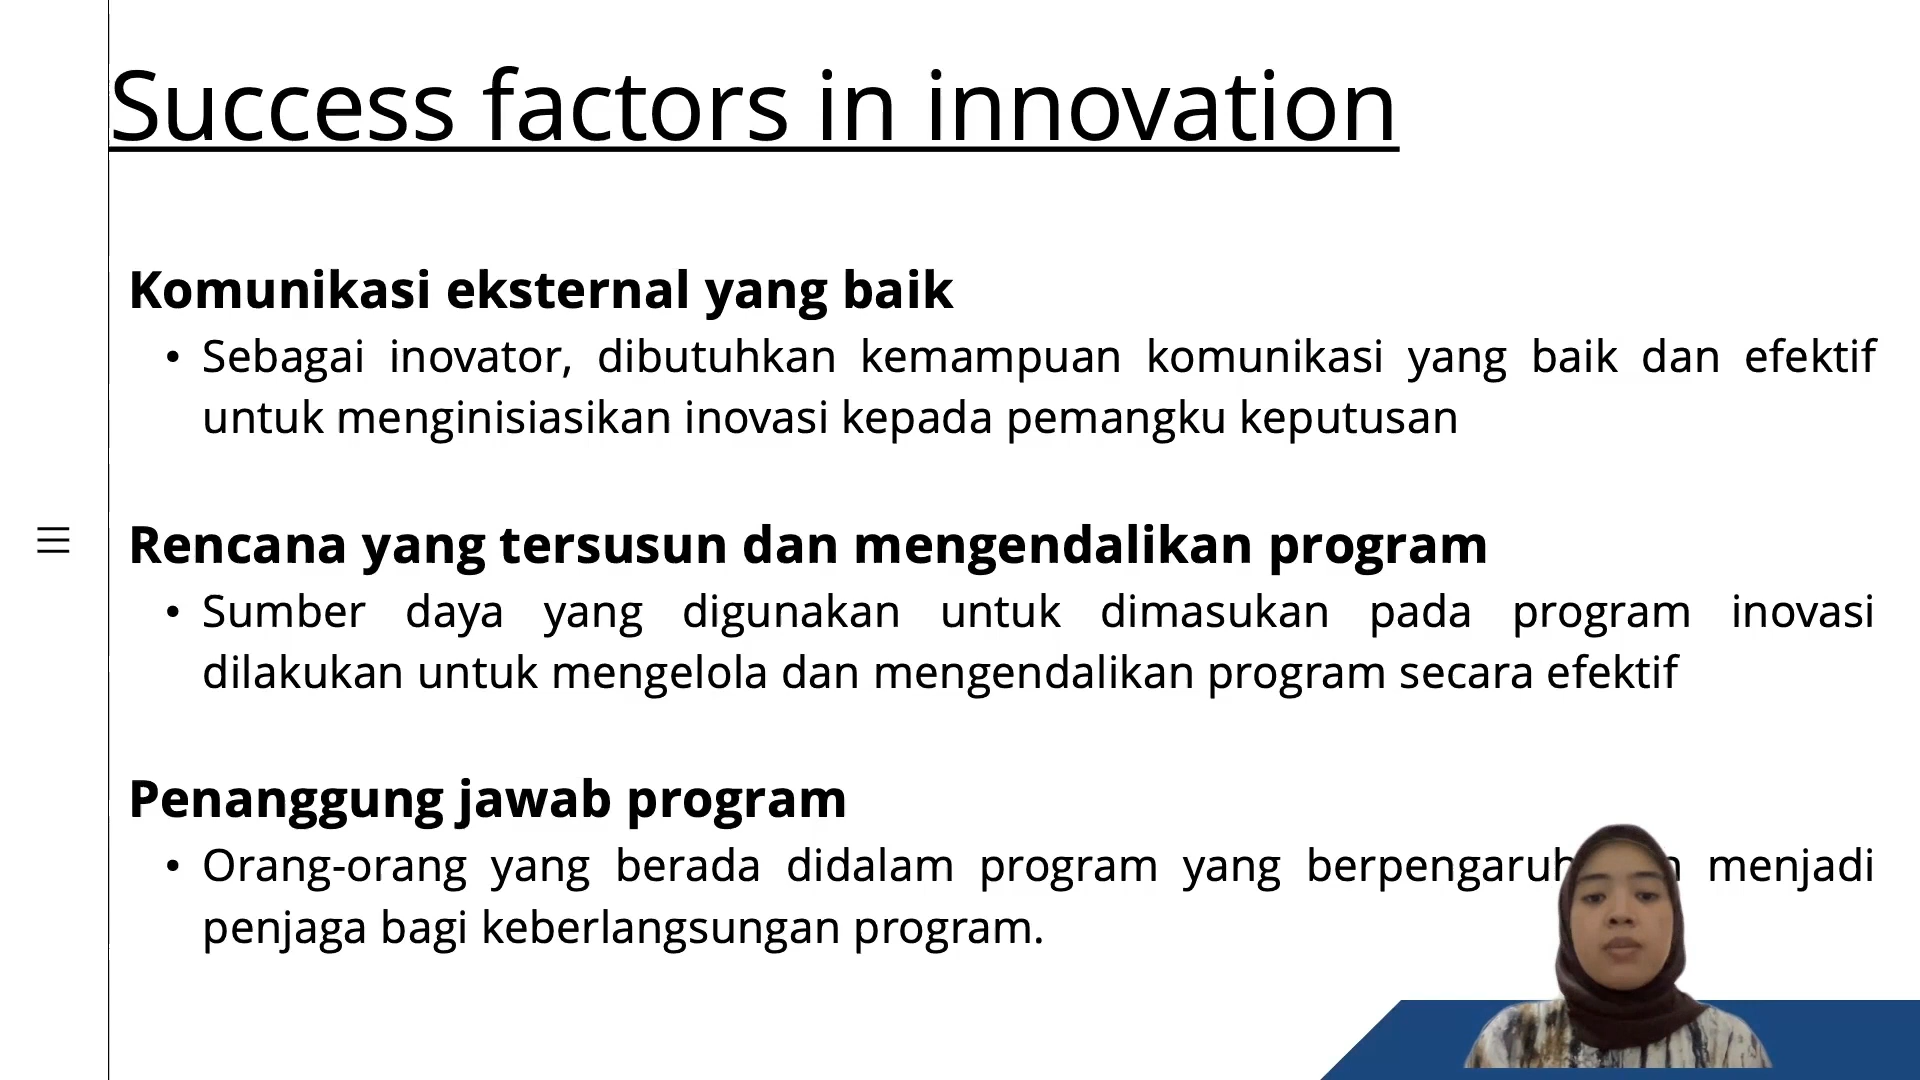 Success factors in innovation
Komunikasi eksternal yang baik
• Sebagai inovator, dibutuhkan kemampuan komunikasi yang baik dan efektif
untuk menginisiasikan inovasi kepada pemangku keputusan
Rencana yang tersusun dan mengendalikan program
• Sumber daya yang digunakan untuk dimasukan pada program inovasi
dilakukan untuk mengelola dan mengendalikan program secara efektif
Penanggung jawab program
• Orang-orang yang berada didalam program yang menjadi
penjaga bagi keberlangsungan program.